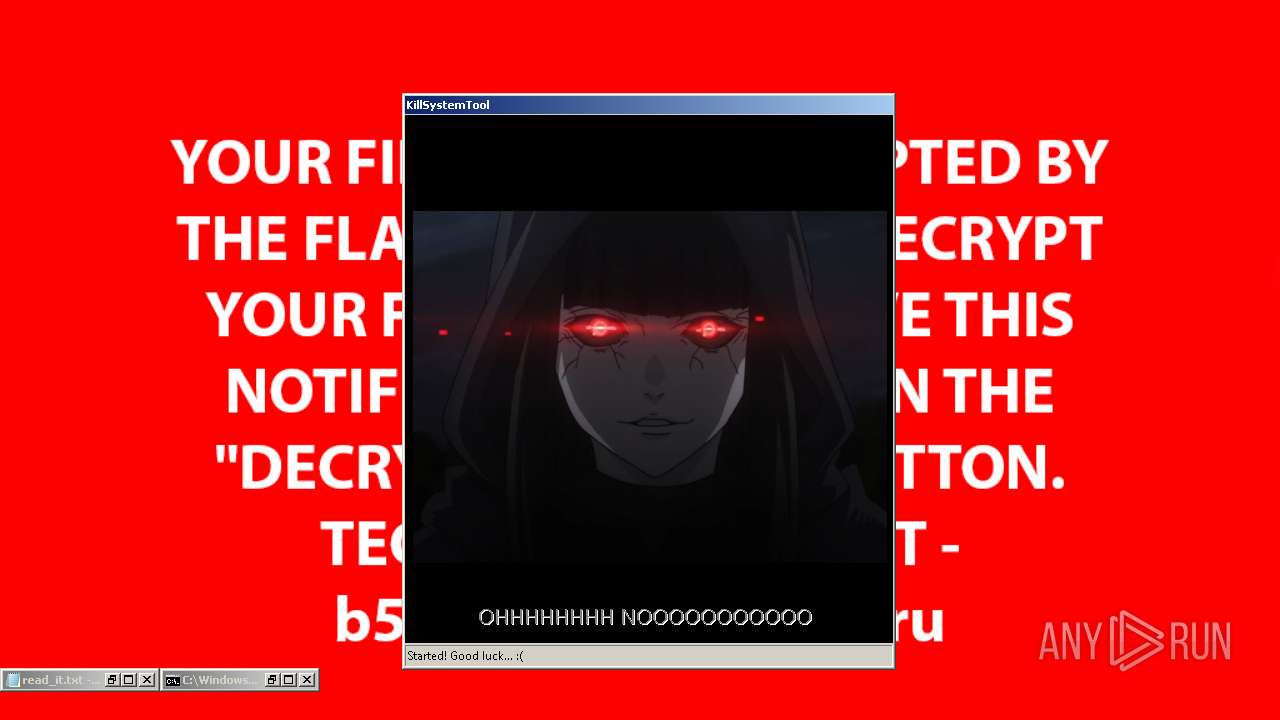 KillSystemTool
YOUR FI PTED BY
THE FLA ECRYPT
YOUR F E THIS
NOTIF N THE
"DECRY TTON.
TEC T -
b5 ru
OHHHHHHHH NOOOOOOOOOOO
Started! Good luck... :(
ANY RUN
read_it.txt -...
C:\Windows...